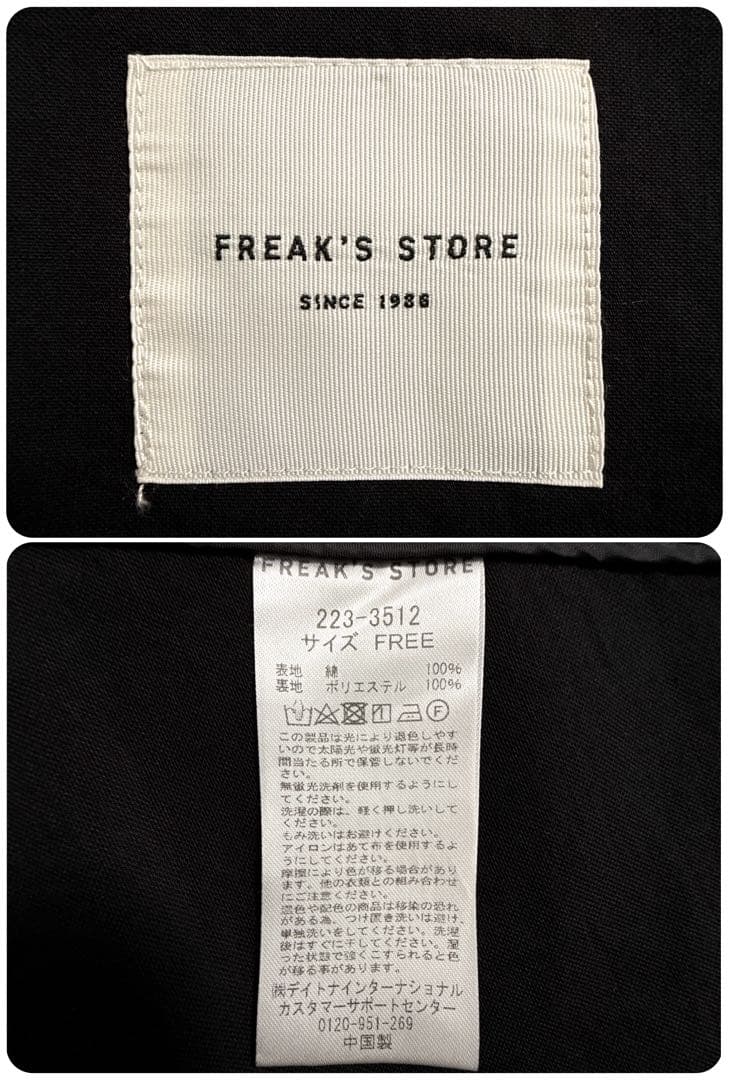 FREAK'S STORE
SINCE 1986
FREAK'S STORE
223-3512
サイズ FREE
表地 綿 100%
裏地 ポリエステル 100%
F
この製品は光により退色しやす
いので太陽光や蛍光灯等が長時
間当たる所で保管しないでくだ
さい。
無蛍光洗剤を使用するようにし
てください。
洗濯の際は、軽く押し洗いして
ください。
もみ洗いはお避けください。
アイロンはあて布を使用するよ
うにしてください。
摩擦により色が移る場合があり
ます。他の衣類との組み合わせ
にご注意ください。
濃色や配色の商品は移染の恐れ
がある為、つけ置き洗いは避け、
単独洗いをしてください。洗濯
後はすぐに干してください。湿
った状態で強くこすられると色
が移る事があります。
㈱デイトナインターナショナル
カスタマーサポートセンター
0120-951-269
中国製